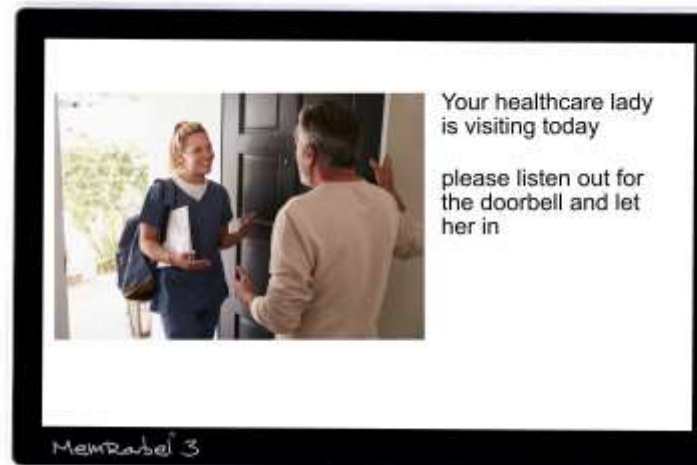 Your healthcare lady
is visiting today
please listen out for
the doorbell and let
her in
MemRabel 3